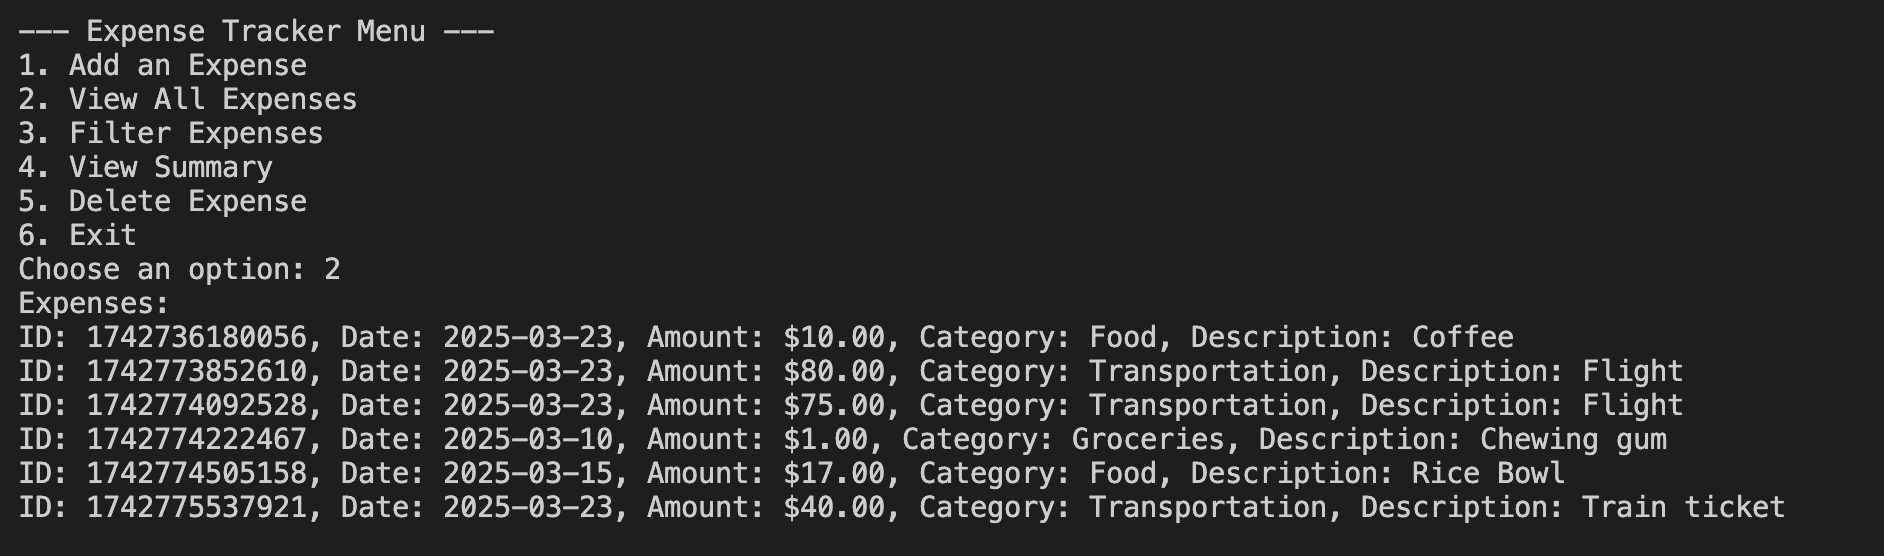 --- Expense Tracker Menu ---
1. Add an Expense
2. View All Expenses
3. Filter Expenses
4. View Summary
5. Delete Expense
6. Exit
Choose an option: 2
Expenses:
ID: 1742736180056, Date: 2025-03-23, Amount: $10.00, Category: Food, Description: Coffee
ID: 1742773852610, Date: 2025-03-23, Amount: $80.00, Category: Transportation, Description: Flight
ID: 1742774092528, Date: 2025-03-23, Amount: $75.00, Category: Transportation, Description: Flight
ID: 1742774222467, Date: 2025-03-10, Amount: $1.00, Category: Groceries, Description: Chewing gum
ID: 1742774505158, Date: 2025-03-15, Amount: $17.00, Category: Food, Description: Rice Bowl
ID: 1742775537921, Date: 2025-03-23, Amount: $40.00, Category: Transportation, Description: Train ticket